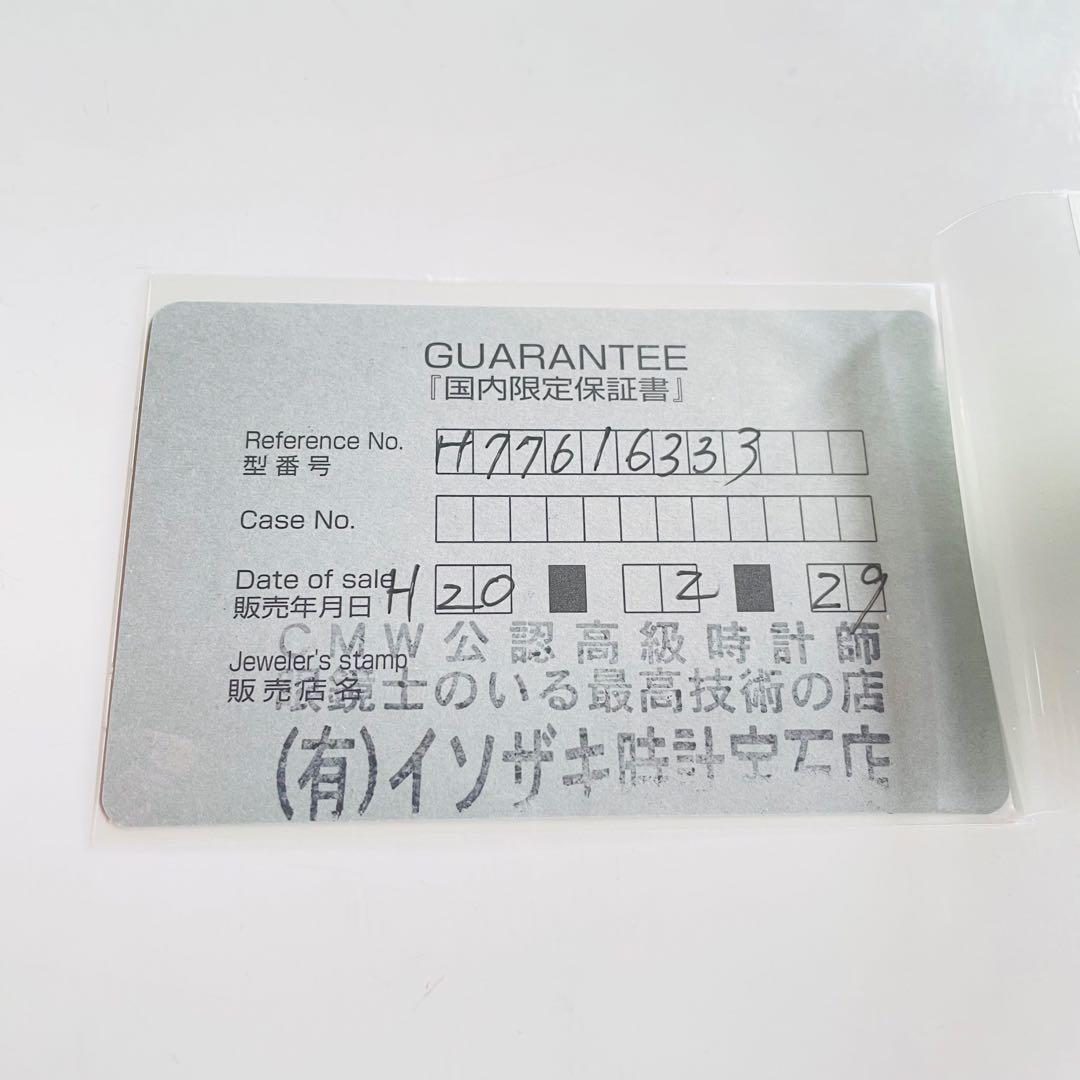 GUARANTEE
『国内限定保証書』
Reference No. H77616333
型番号
Case No.
Date of sale H 20 2 29
販売年月日
CMW公認高級時計師
Jeweler's stamp
販売店名
眼鏡士のいる最高技術の店
(有)イソザキ時計宝石店